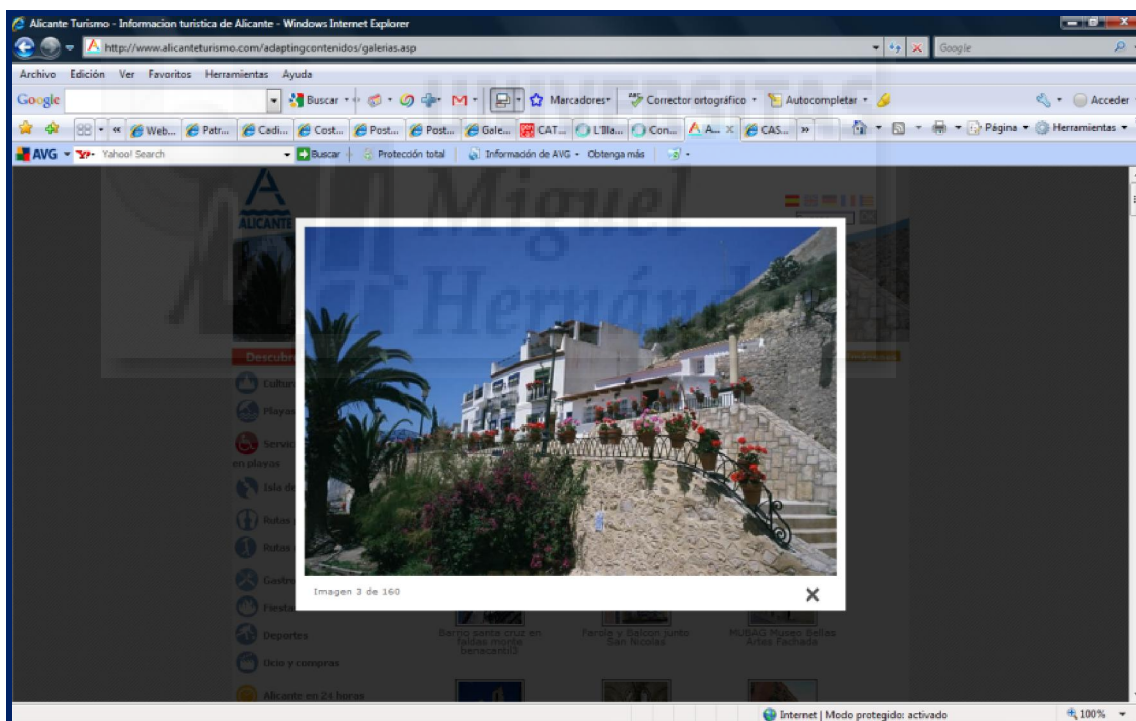 Alicante Turismo - Informacion turistica de Alicante - Windows Internet Explorer
http://www.alicanteturismo.com/adaptingcontenidos/galerias.asp
Google
Archivo Edición Ver Favoritos Herramientas Ayuda
Google Buscar Marcadores Corrector ortográfico Autocompletar Acceder
Web... Patr... Cadi... Cost... Post... Post... Gale... CAT... L'Illa... Con... A... CAS... Página Herramientas
AVG Yahoo! Search Buscar Protección total Información de AVG Obtenga más
UNIVERSITAS
Miguel
Hernández
ALICANTE
Descubre
Cultura
Playas
Servic
en playas
Isla de
Rutas
Rutas
Gastro
Fiesta
Deportes
Ocio y compras
Alicante en 24 horas
Imagen 3 de 160
Barrio santa cruz en
faldas monte
benacantil3
Farola y Balcon junto
San Nicolas
MUBAG Museo Bellas
Artes Fachada
Internet | Modo protegido: activado
100%